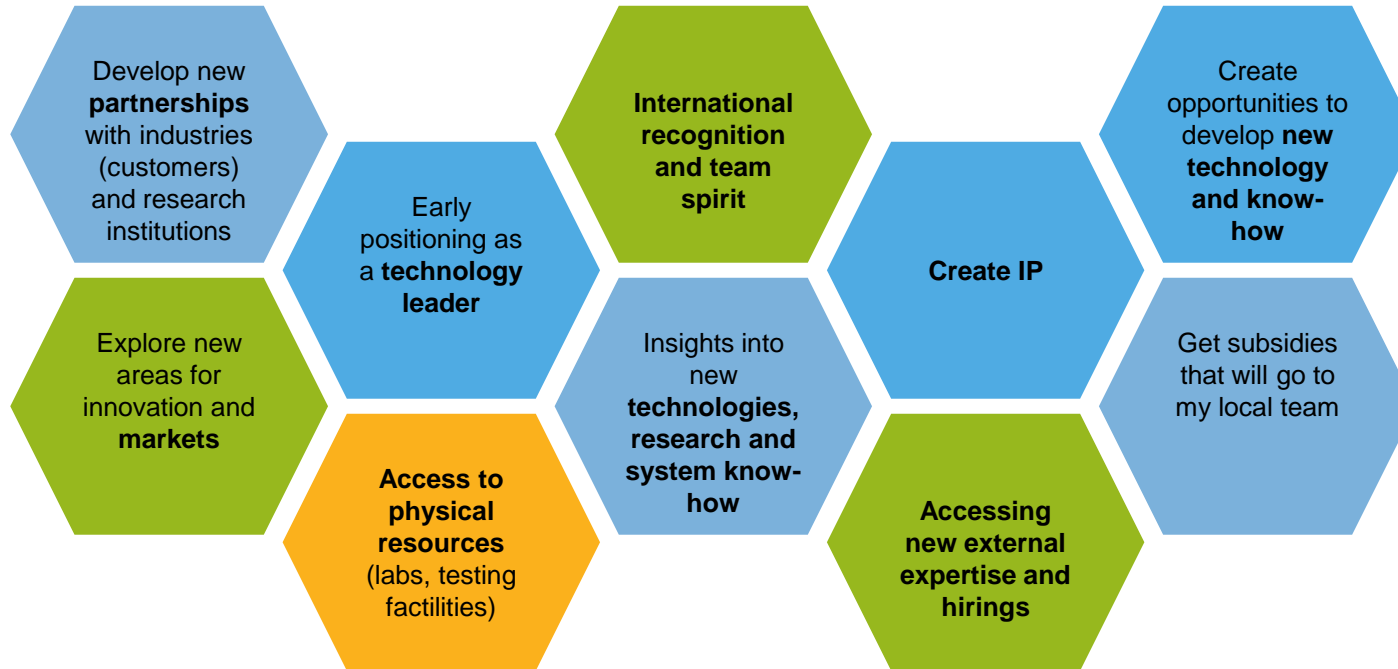 Develop new
partnerships
with industries
(customers)
and research
institutions
Early
positioning as
a technology
leader
International
recognition
and team
spirit
Create IP
Create
opportunities to
develop new
technology
and know-
how
Explore new
areas for
innovation and
markets
Access to
physical
resources
(labs, testing
factilities)
Insights into
new
technologies,
research and
system know-
how
Accessing
new external
expertise and
hirings
Get subsidies
that will go to
my local team